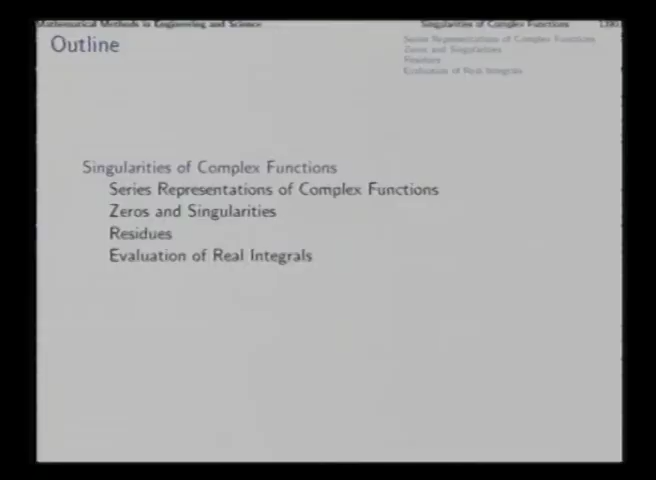 Mathematical Methods in Engineering and Science
Singularities of Complex Functions
Series Representations of Complex Functions
Zeros and Singularities
Residues
Evaluation of Real Integrals
Outline
Singularities of Complex Functions
Series Representations of Complex Functions
Zeros and Singularities
Residues
Evaluation of Real Integrals